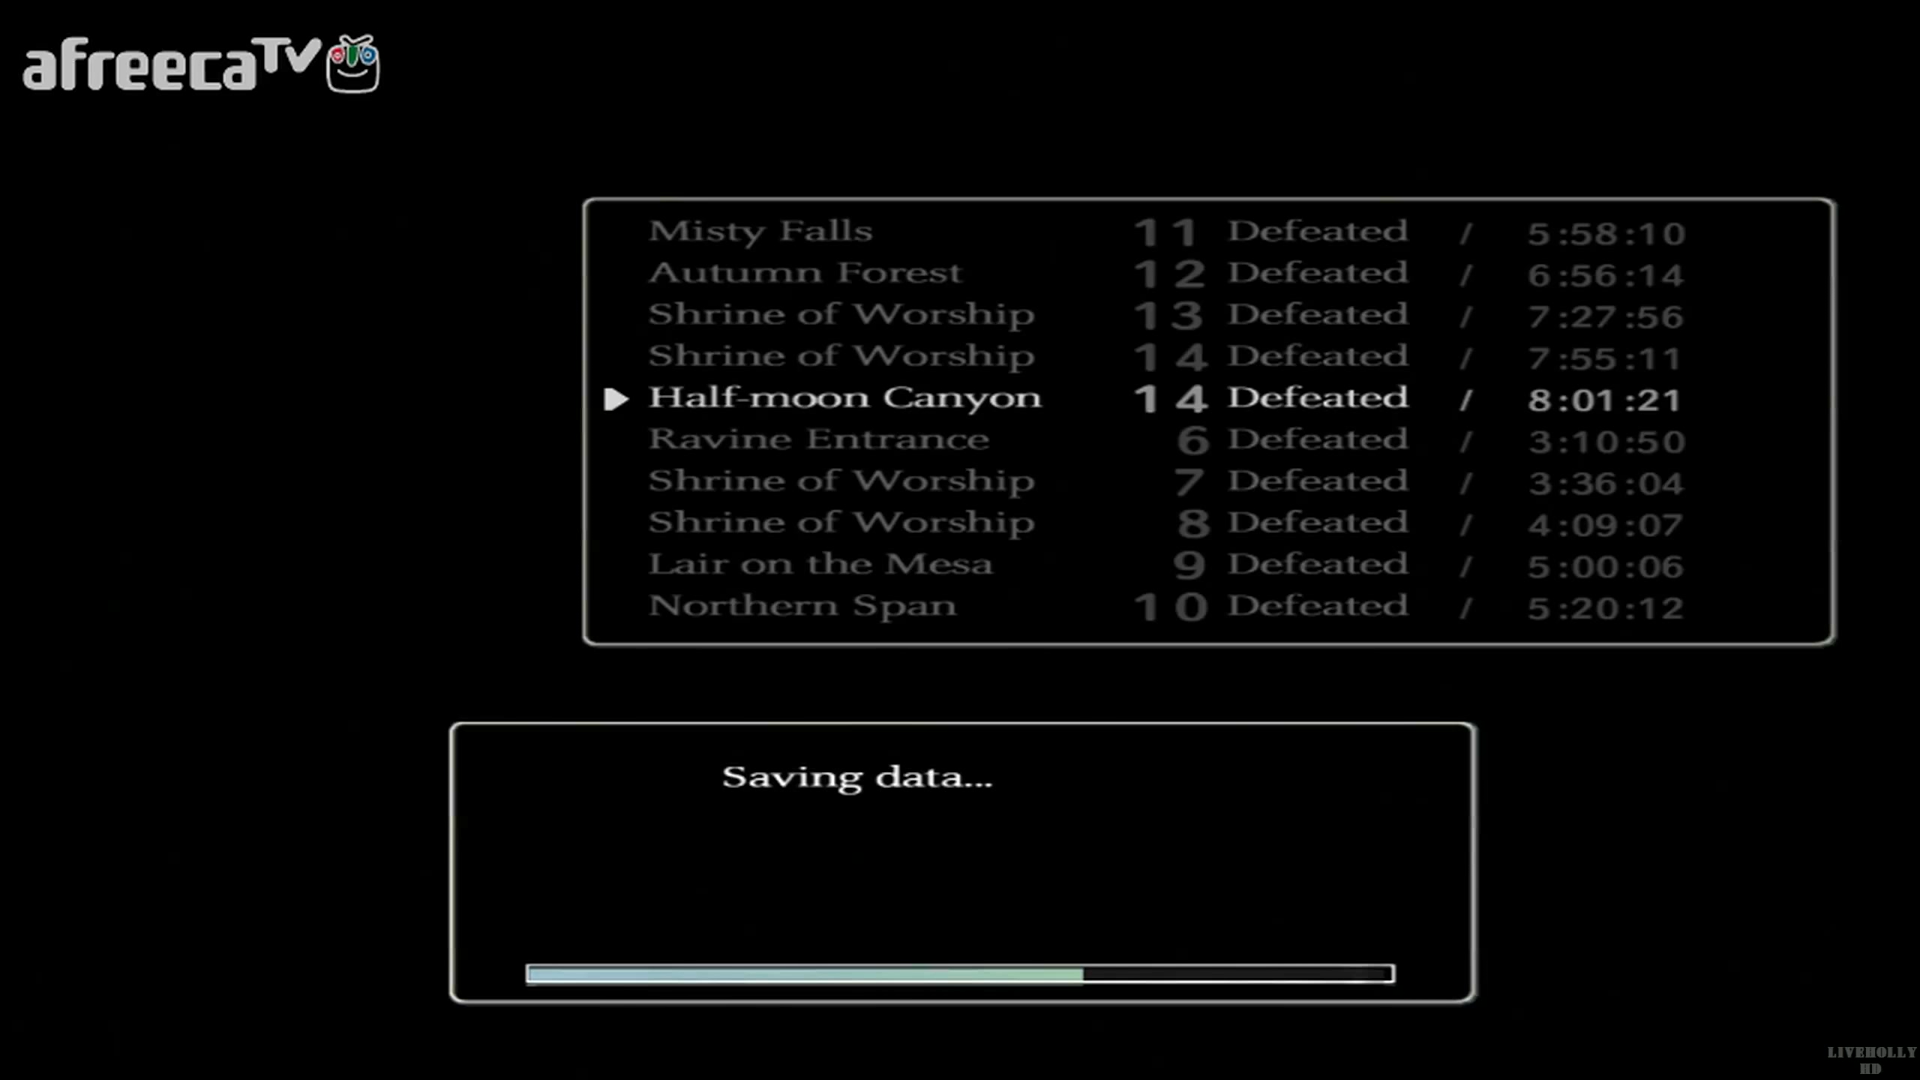 afreecaTV
Misty Falls 11 Defeated / 5:58:10
Autumn Forest 12 Defeated / 6:56:14
Shrine of Worship 13 Defeated / 7:27:56
Shrine of Worship 14 Defeated / 7:55:11
Half-moon Canyon 14 Defeated / 8:01:21
Ravine Entrance 6 Defeated / 3:10:50
Shrine of Worship 7 Defeated / 3:36:04
Shrine of Worship 8 Defeated / 4:09:07
Lair on the Mesa 9 Defeated / 5:00:06
Northern Span 10 Defeated / 5:20:12
Saving data...
LIVEHOLLY
HD